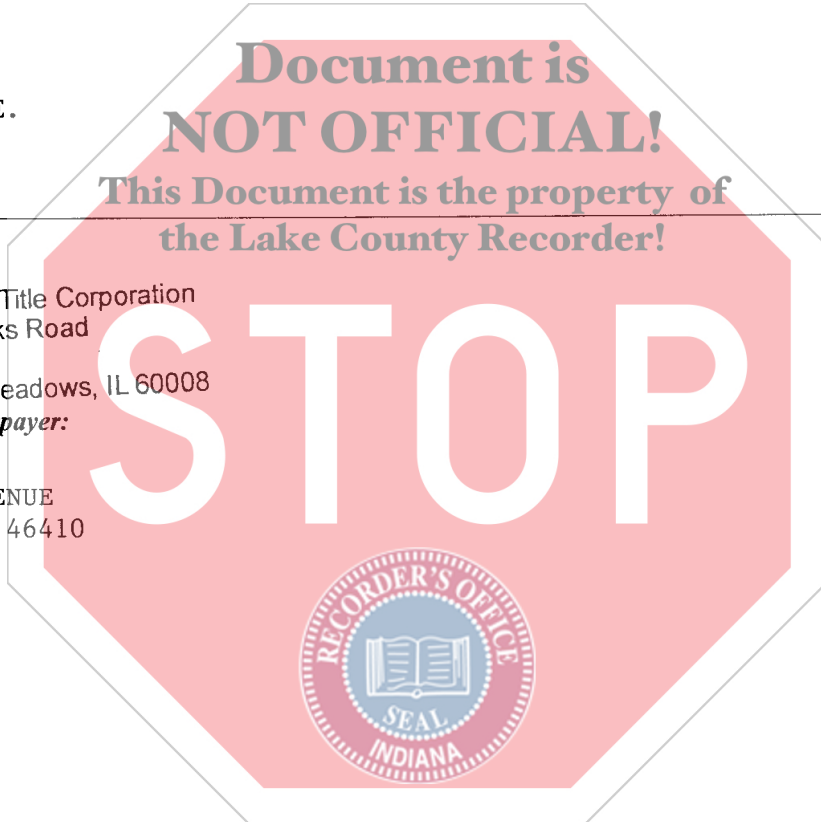 Document is
E.
NOT OFFICIAL!
This Document is the property of
the Lake County Recorder!
Title Corporation
ks Road
eadows, IL 60008
payer:
STOP
ENUE
46410
RECORDER'S OFFICE
SEAL
INDIANA